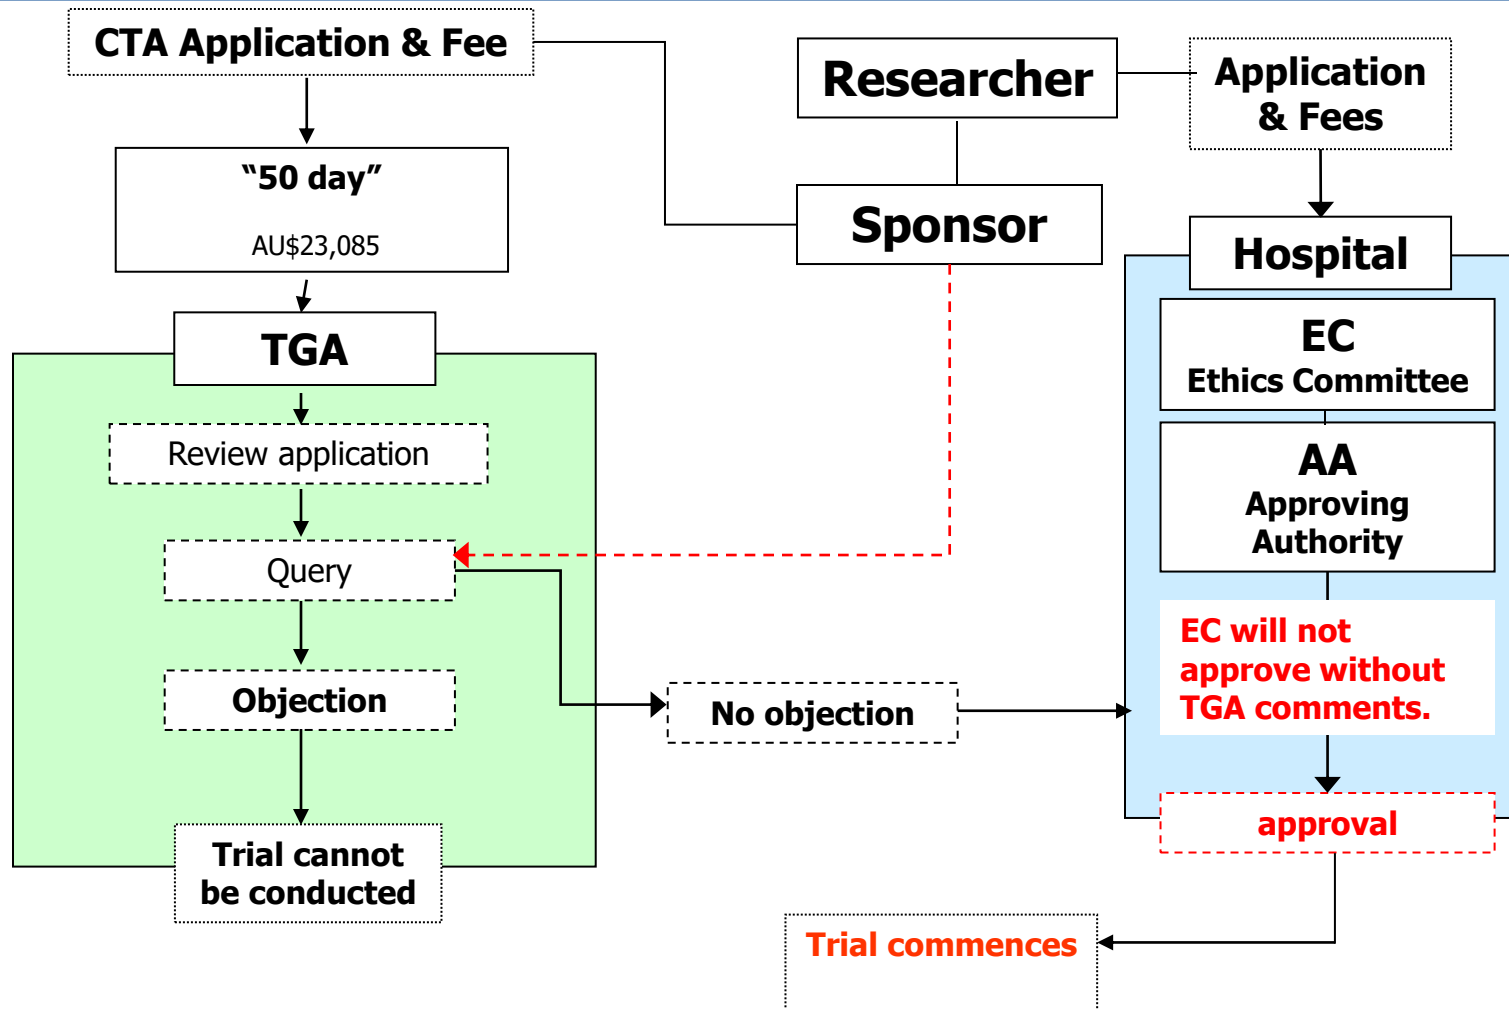 CTA Application & Fee
Researcher
Application
& Fees
“50 day”
AU$23,085
Sponsor
Hospital
TGA
EC
Ethics Committee
Review application
AA
Approving
Authority
Query
EC will not
approve without
TGA comments.
Objection
No objection
approval
Trial cannot
be conducted
Trial commences